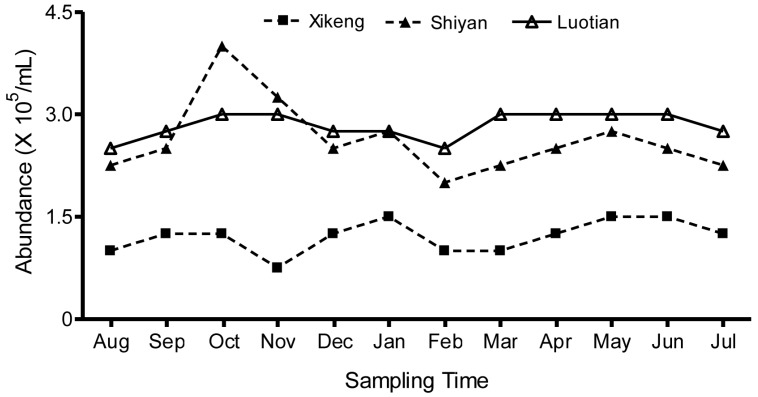 Xikeng Shiyan Luotian
Abundance (X 10⁵/mL)
4.5
3.0
1.5
0
Aug Sep Oct Nov Dec Jan Feb Mar Apr May Jun Jul
Sampling Time